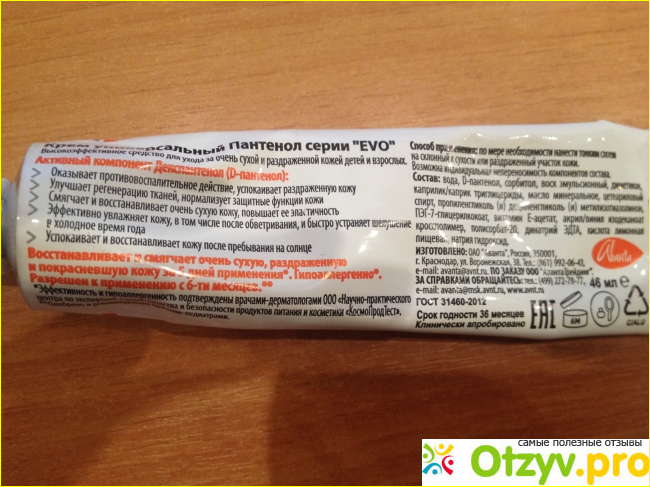 Крем универсальный Пантенол серии "EVO"
Высокоэффективное средство для ухода за очень сухой и раздраженной кожей детей и взрослых.
Активный компонент Декспантенол (D-пантенол):
Оказывает противовоспалительное действие, успокаивает раздраженную кожу
Улучшает регенерацию тканей, нормализует защитные функции кожи
Смягчает и восстанавливает очень сухую кожу, повышает ее эластичность
Эффективно увлажняет кожу, в том числе после обветривания, и быстро устраняет шелушение
в холодное время года
Успокаивает и восстанавливает кожу после пребывания на солнце
Восстанавливает и смягчает очень сухую, раздраженную
и покрасневшую кожу за дней применения*. Гипоаллергенно*.
Разрешен к применению с 6-ти месяцев.**
*Эффективность и гипоаллергенность подтверждены врачами-дерматологами ООО «Научно-практического
центра по экспертной и безопасности продуктов питания и косметики «КосмоПродТест».
педиатрами.
Способ применения: по мере необходимости нанести тонким слоем
на склонный к сухости или раздраженный участок кожи.
Возможна индивидуальная непереносимость компонентов состава.
Состав: вода, D-пантенол, сорбитол, воск эмульсионный,
каприлик/каприк триглицериды, масло минеральное, цетеариловый
спирт, пропиленгликоль (и) (и) метилизотиазолинон,
ПЭГ-7-глицерилкокоат, витамин Е-ацетат,
кросполимер, полисорбат-20, динатрий ЭДТА, кислота лимонная
пищевая, натрия гидроксид.
ИЗГОТОВЛЕНО: ОАО "Аванта", Россия, 350001,
г. Краснодар, ул. Воронежская, 38. Тел.: (861) 992-06-43,
e-mail: avanta@avnt.ru. ПО ЗАКАЗУ ООО "Аванта Трейдинг".
ЗА СПРАВКАМИ ОБРАЩАТЬСЯ: тел.: (499) 272-78-77,
e-mail: avanta@msk.avnt.ru, www.avnt.ru.
Avanta
46 мл e
ГОСТ 31460-2012
Срок годности 36 месяцев
Клинически апробировано
EAC
6M
C/ALU
самые полезные отзывы
Otzyv.pro